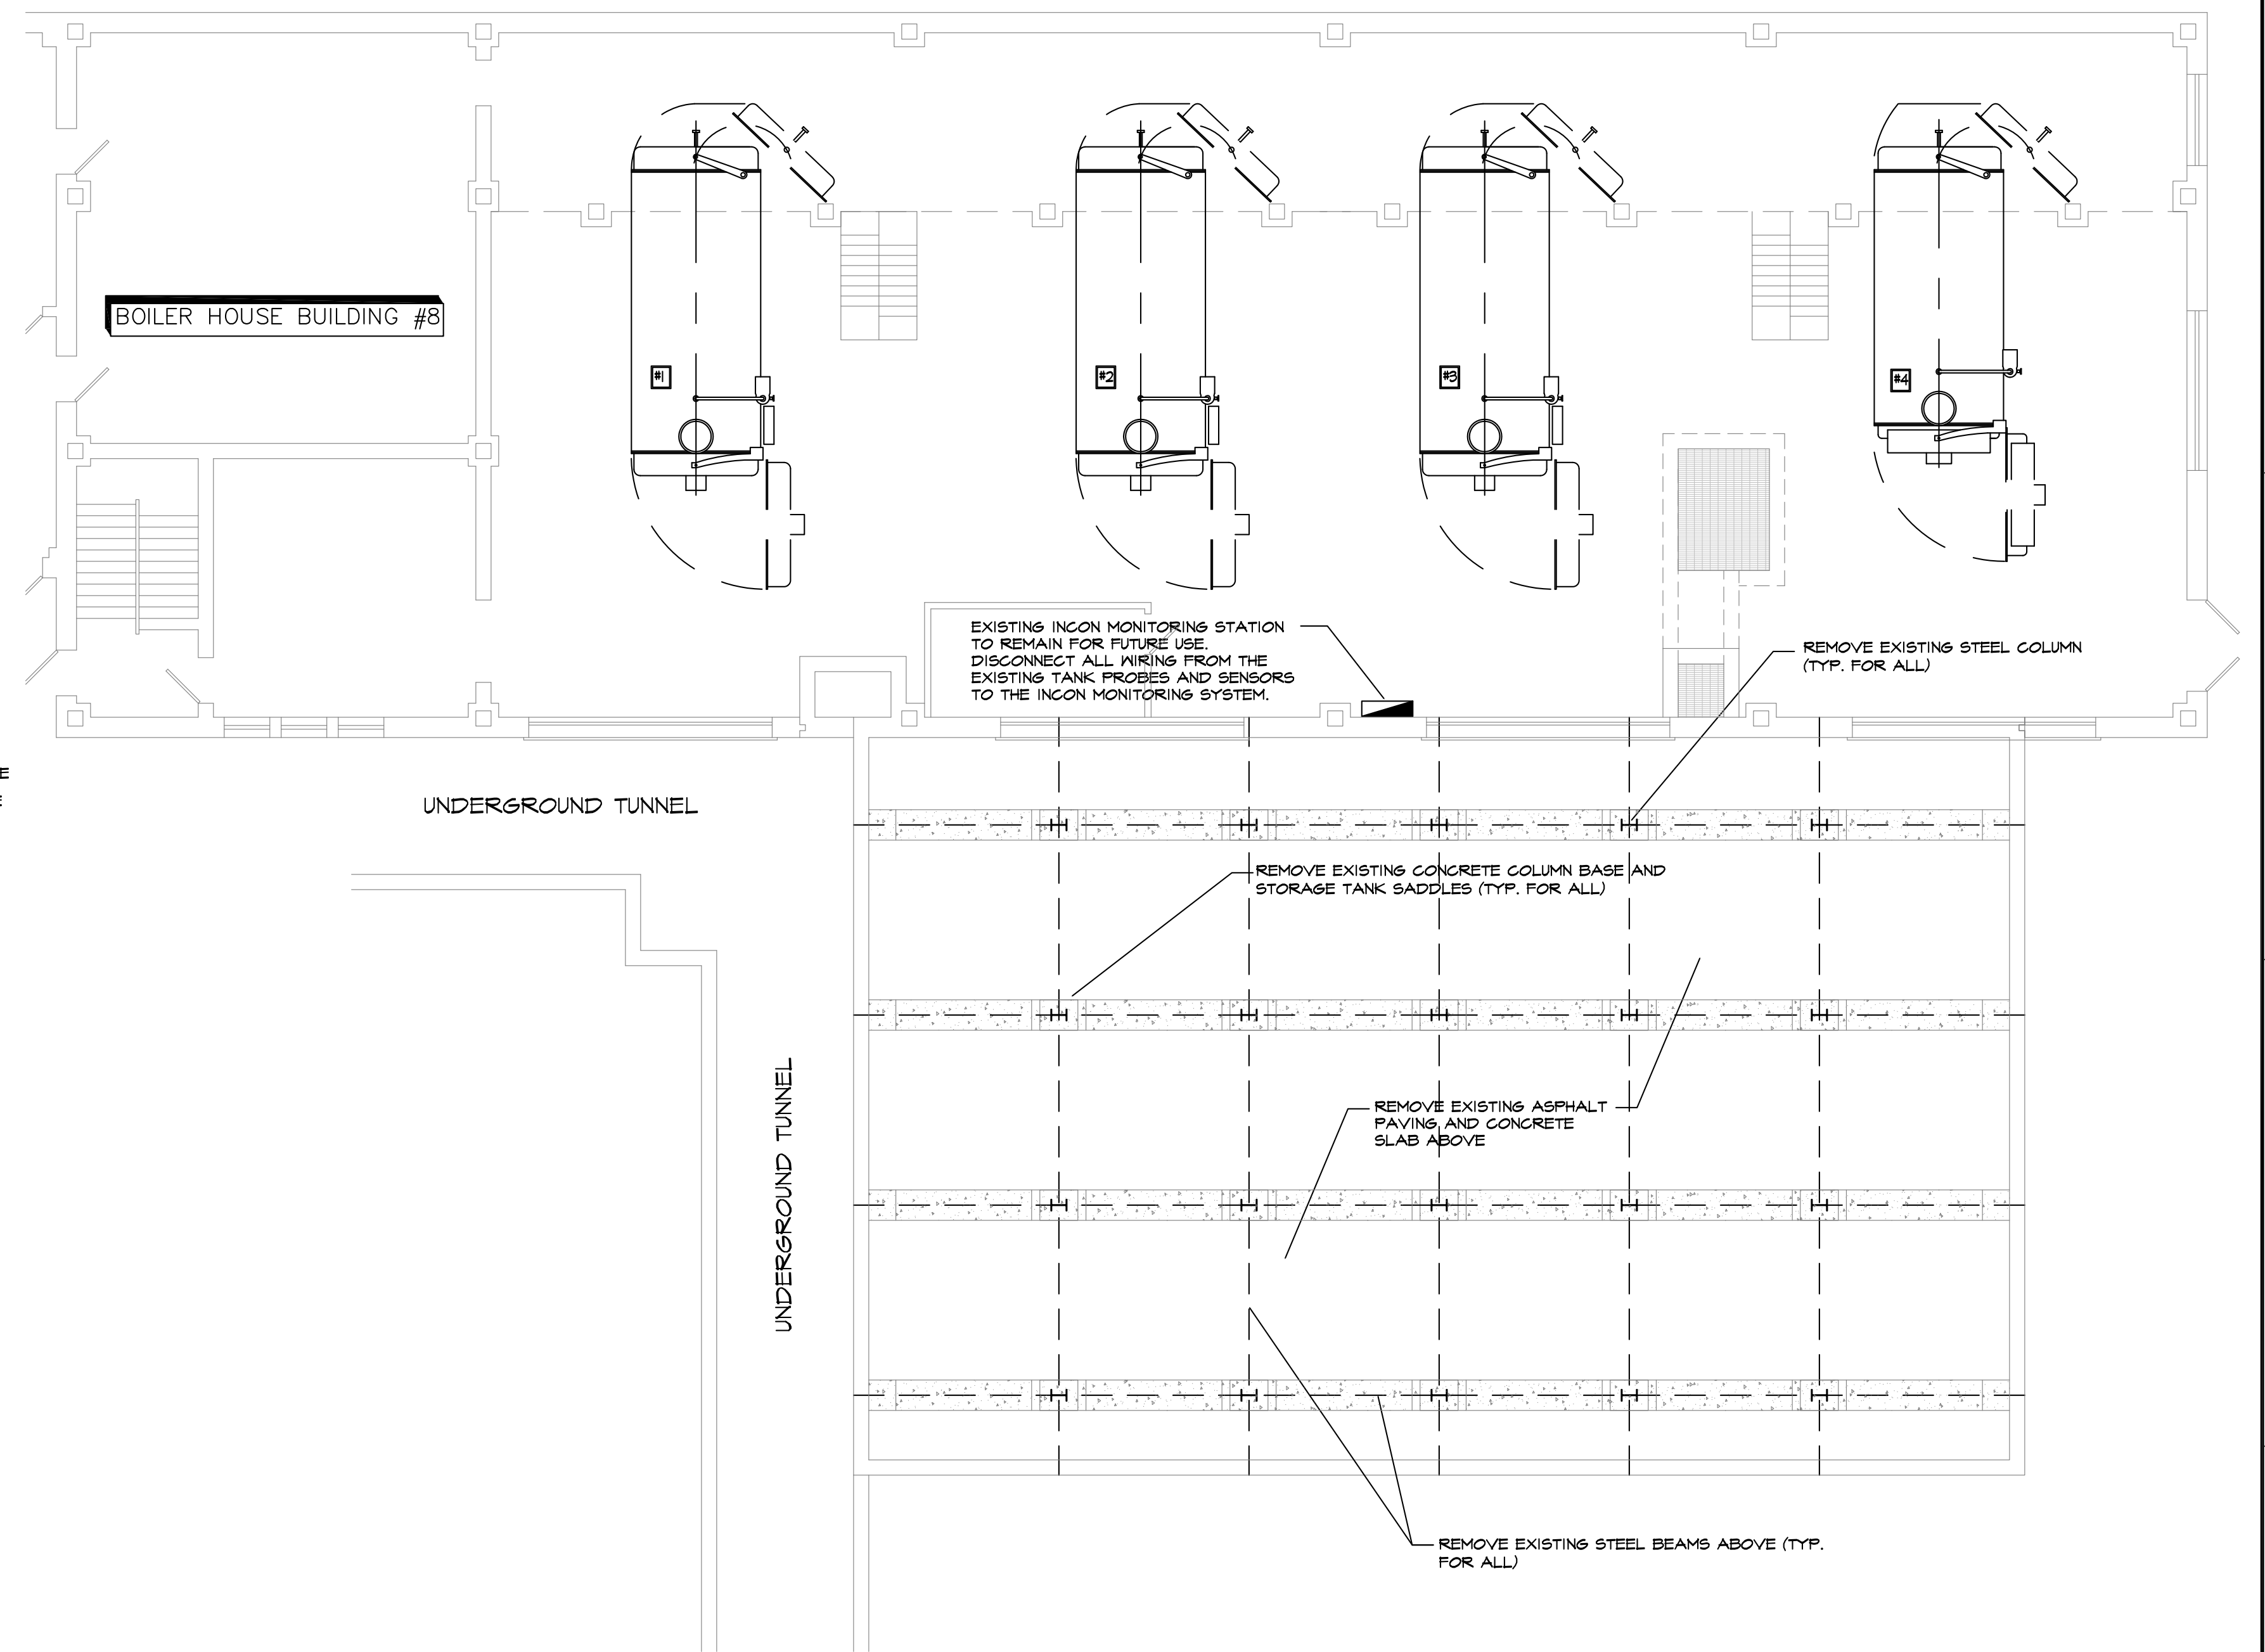 BOILER HOUSE BUILDING #8
#1
#2
#3
#4
EXISTING INCON MONITORING STATION
TO REMAIN FOR FUTURE USE.
DISCONNECT ALL WIRING FROM THE
EXISTING TANK PROBES AND SENSORS
TO THE INCON MONITORING SYSTEM.
REMOVE EXISTING STEEL COLUMN
(TYP. FOR ALL)
E
E
UNDERGROUND TUNNEL
REMOVE EXISTING CONCRETE COLUMN BASE AND
STORAGE TANK SADDLES (TYP. FOR ALL)
UNDERGROUND TUNNEL
REMOVE EXISTING ASPHALT
PAVING AND CONCRETE
SLAB ABOVE
REMOVE EXISTING STEEL BEAMS ABOVE (TYP.
FOR ALL)